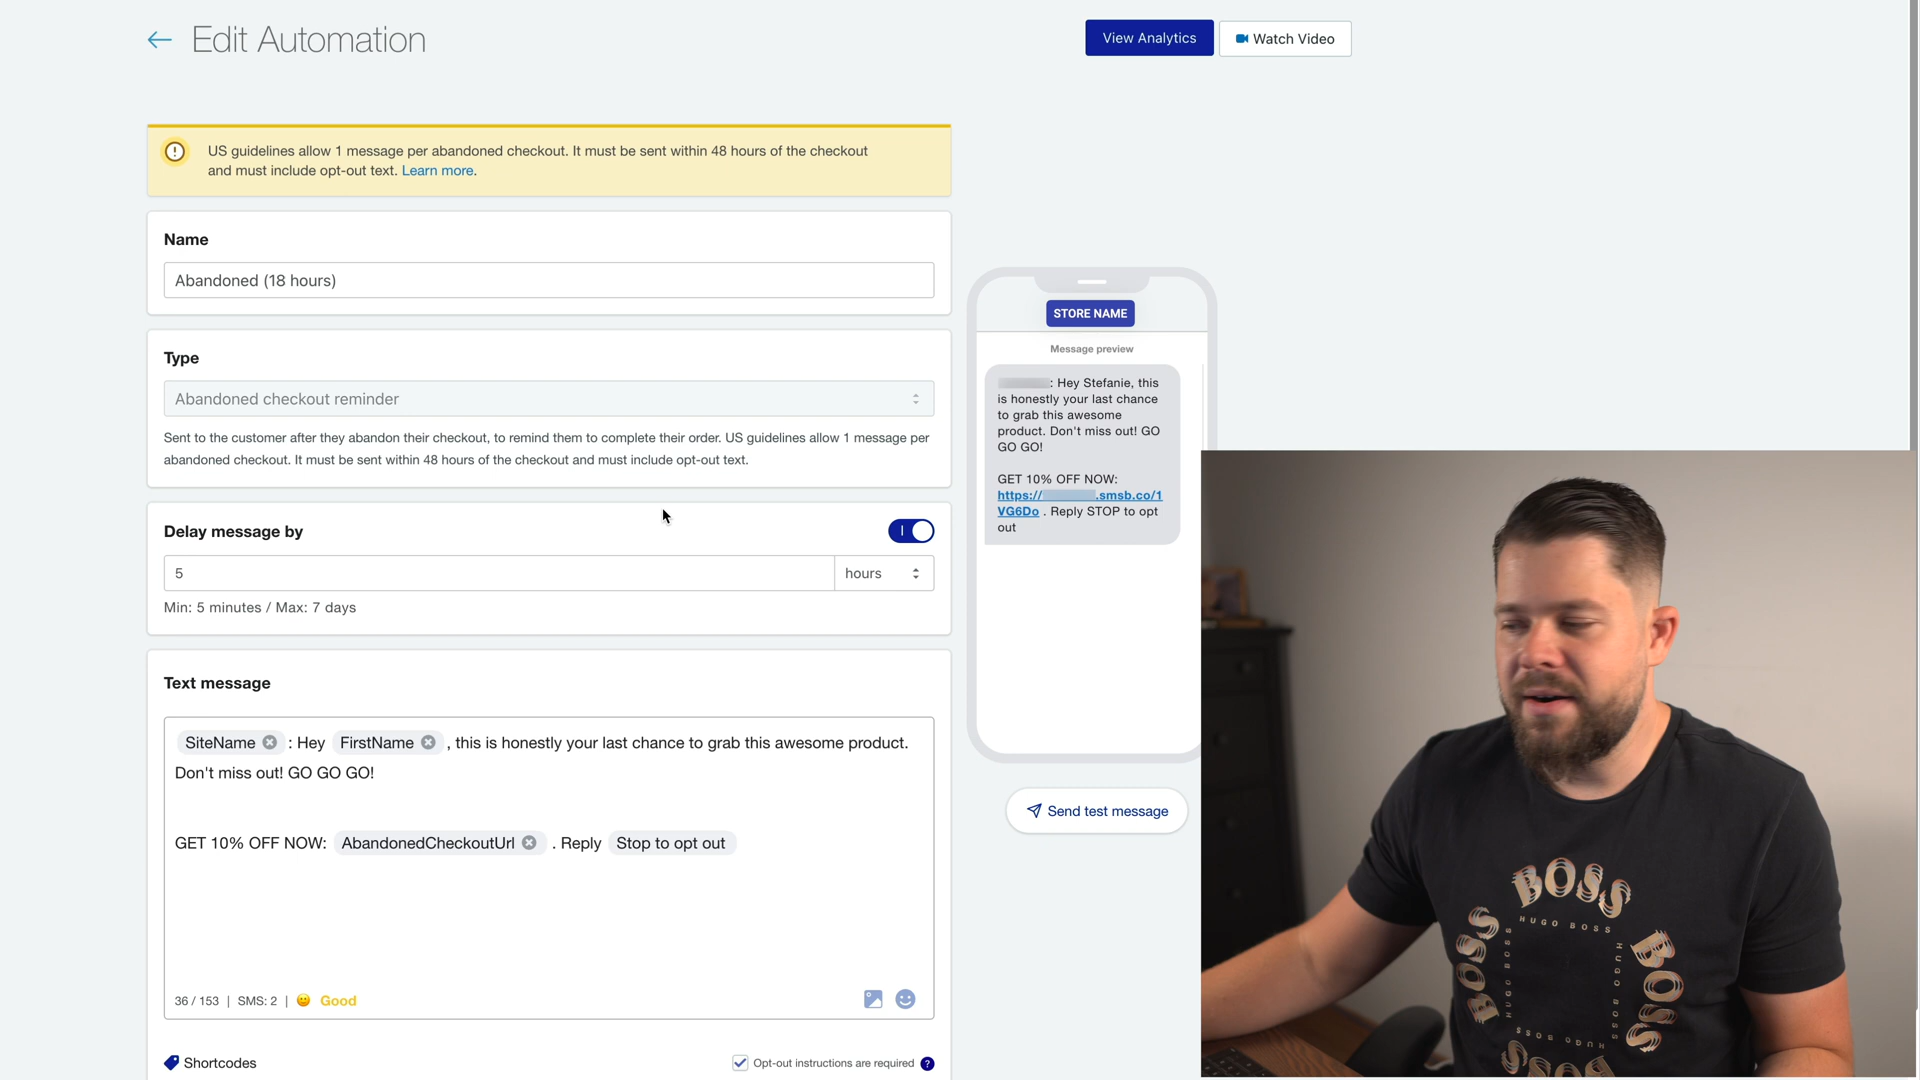 Edit Automation
View Analytics
Watch Video
US guidelines allow 1 message per abandoned checkout. It must be sent within 48 hours of the checkout
and must include opt-out text. Learn more.
Name
Abandoned (18 hours)
Type
Abandoned checkout reminder
Sent to the customer after they abandon their checkout, to remind them to complete their order. US guidelines allow 1 message per
abandoned checkout. It must be sent within 48 hours of the checkout and must include opt-out text.
Delay message by
5
hours
Min: 5 minutes / Max: 7 days
Text message
SiteName : Hey FirstName , this is honestly your last chance to grab this awesome product.
Don't miss out! GO GO GO!
GET 10% OFF NOW: AbandonedCheckoutUrl . Reply Stop to opt out
36 / 153 | SMS: 2 | Good
Shortcodes
Opt-out instructions are required ?
STORE NAME
Message preview
: Hey Stefanie, this
is honestly your last chance
to grab this awesome
product. Don't miss out! GO
GO GO!
GET 10% OFF NOW:
https:// .smsb.co/1
VG6Do . Reply STOP to opt
out
Send test message
BOSS
HUGO BOSS
BOSS
HUGO BOSS
BOSS
HUGO BOSS
BOSS
HUGO BOSS